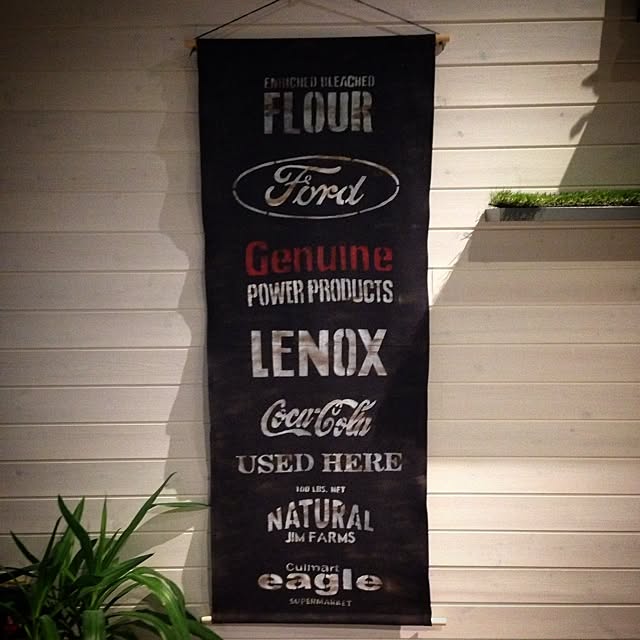 ENRICHED BLEACHED
FLOUR
Ford
Genuine
POWER PRODUCTS
LENOX
Coca-Cola
USED HERE
100 LBS. NET
NATURAL
JIM FARMS
Culmart
eagle
SUPERMARKET